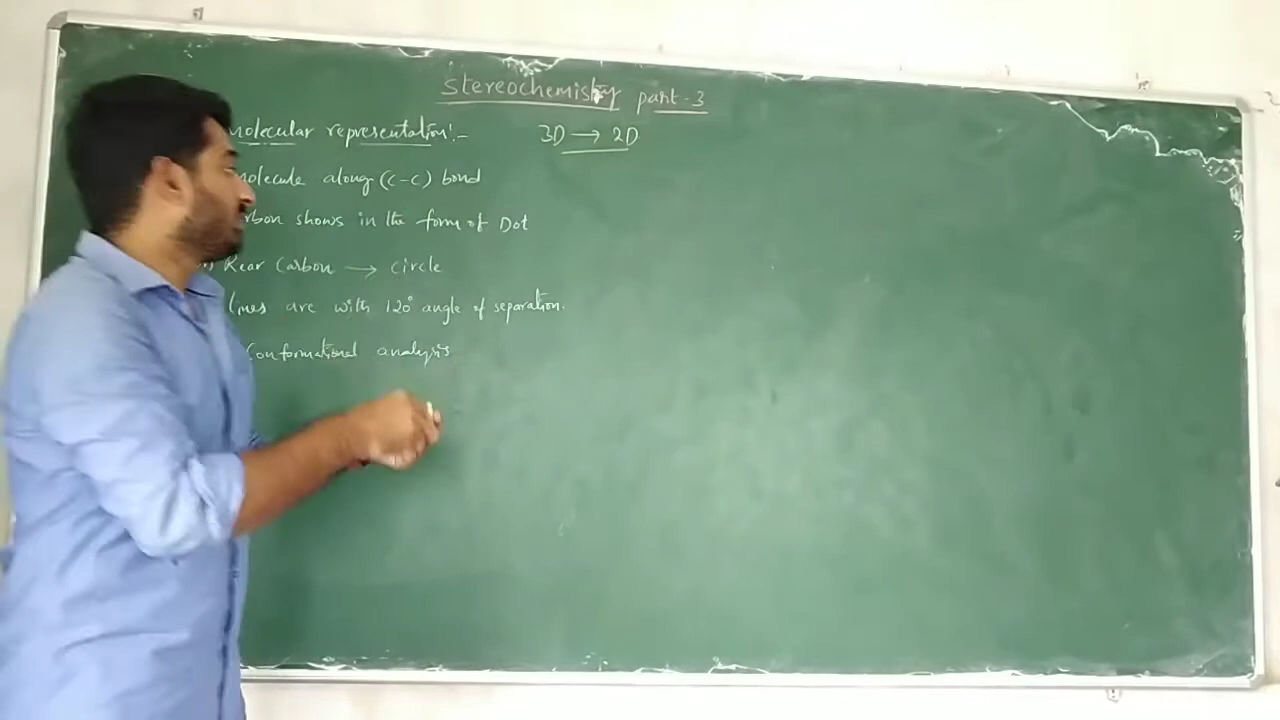 Stereochemistry part-3
molecular representation:- 3D → 2D
molecule along (C-C) bond
rbon shows in the form of Dot
Rear Carbon → circle
lines are with 120° angle of separation.
Conformational analysis